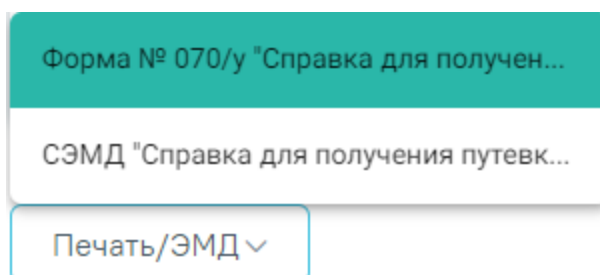 Форма № 070/у "Справка для получен...
СЭМД "Справка для получения путевк...
Печать/ЭМД